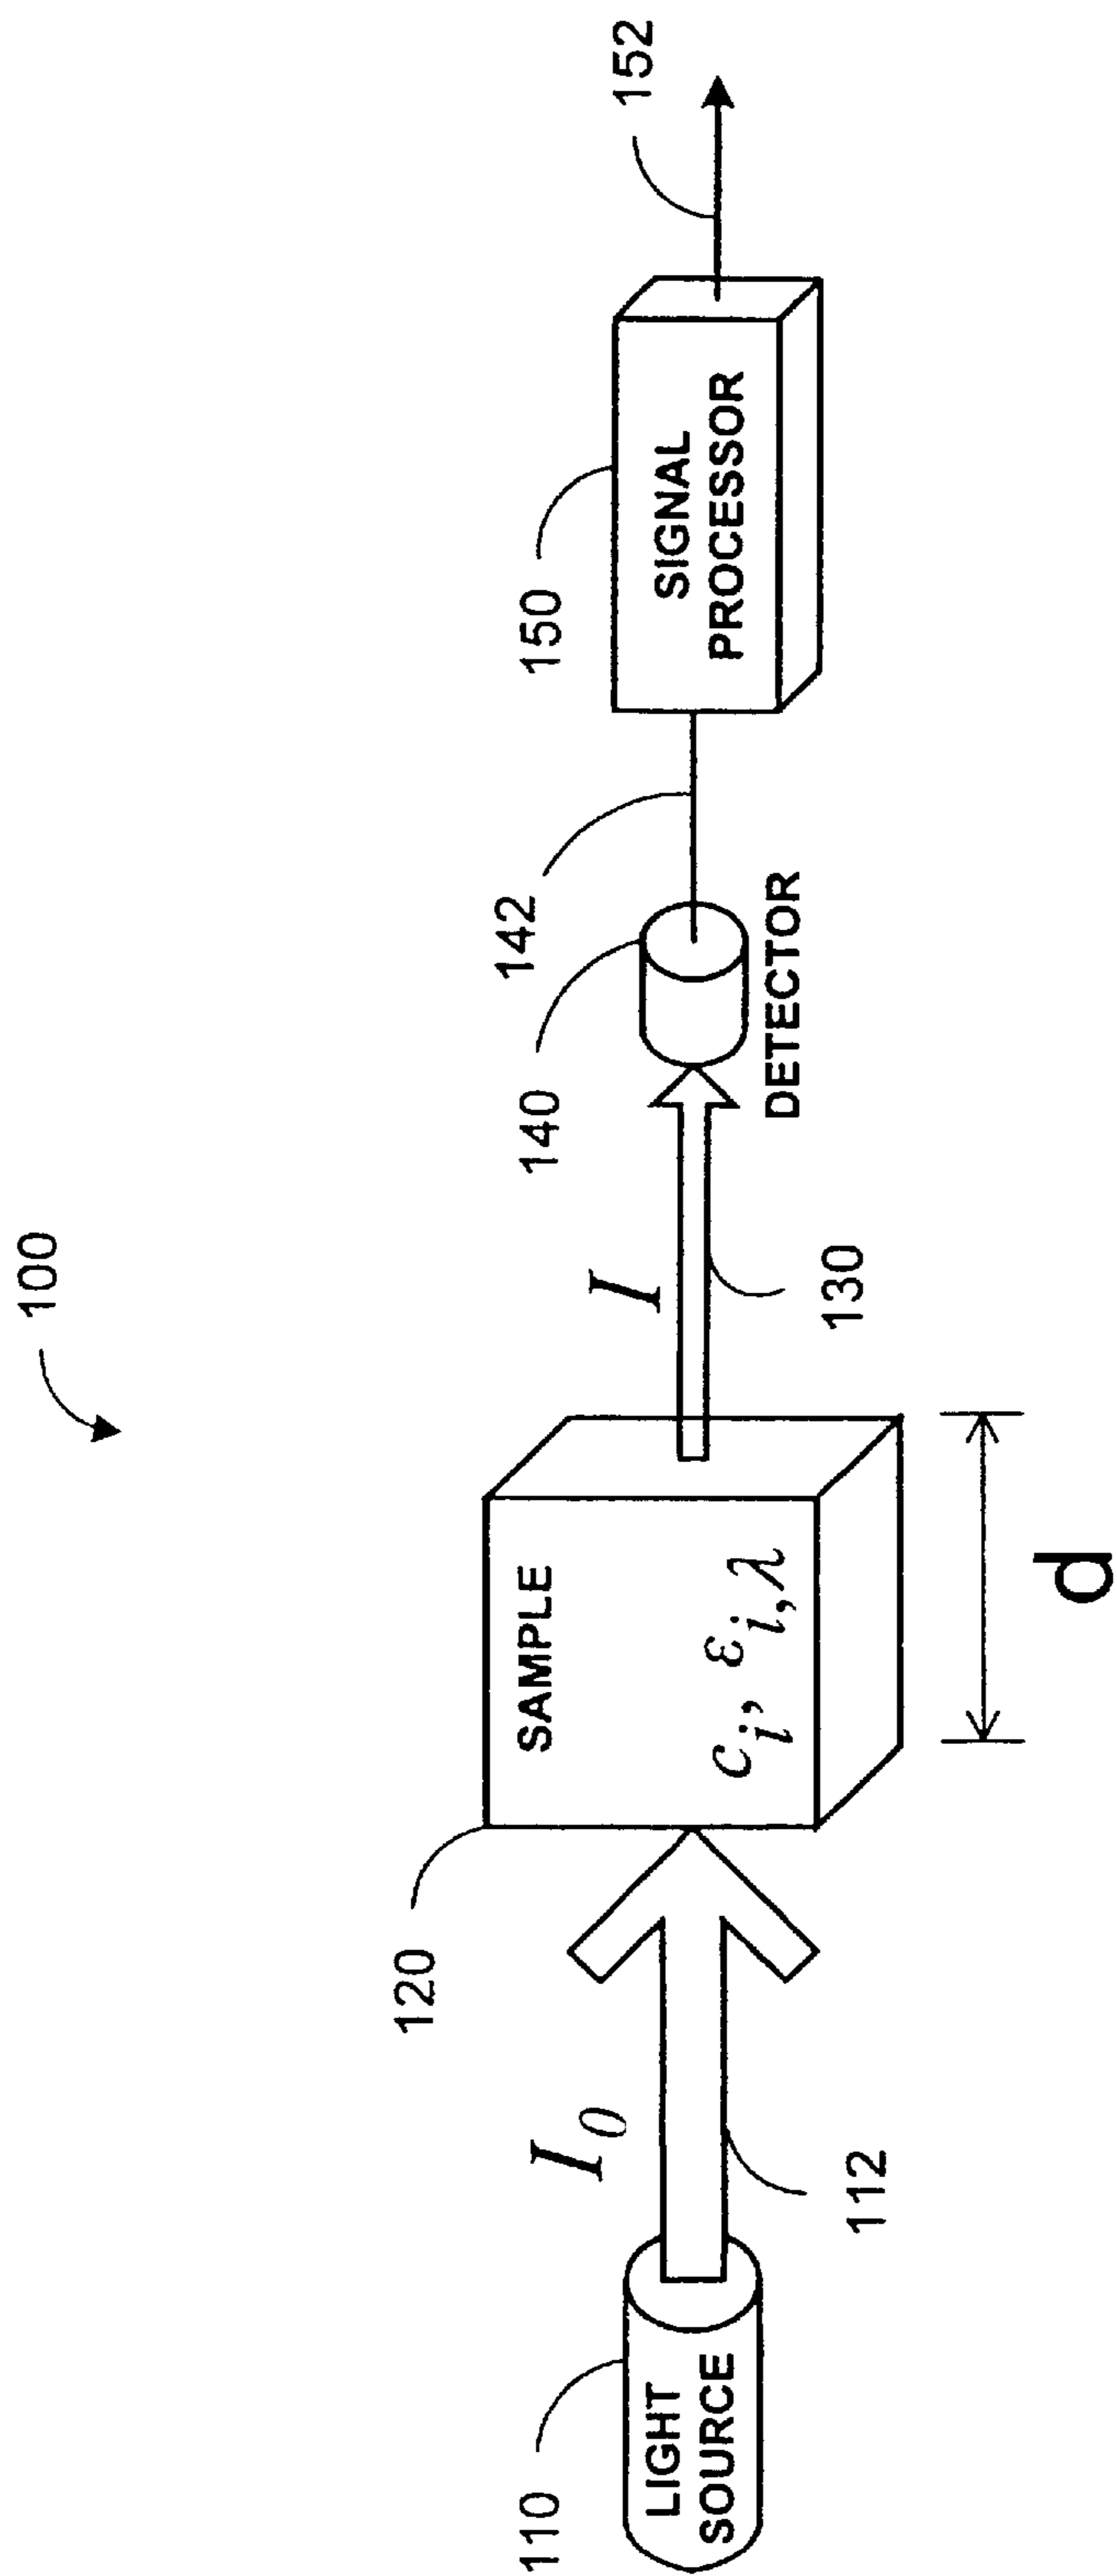 100
110
LIGHT
SOURCE
I₀
112
120
SAMPLE
cᵢ, εᵢ,λ
d
I
130
140
DETECTOR
142
150
SIGNAL
PROCESSOR
152